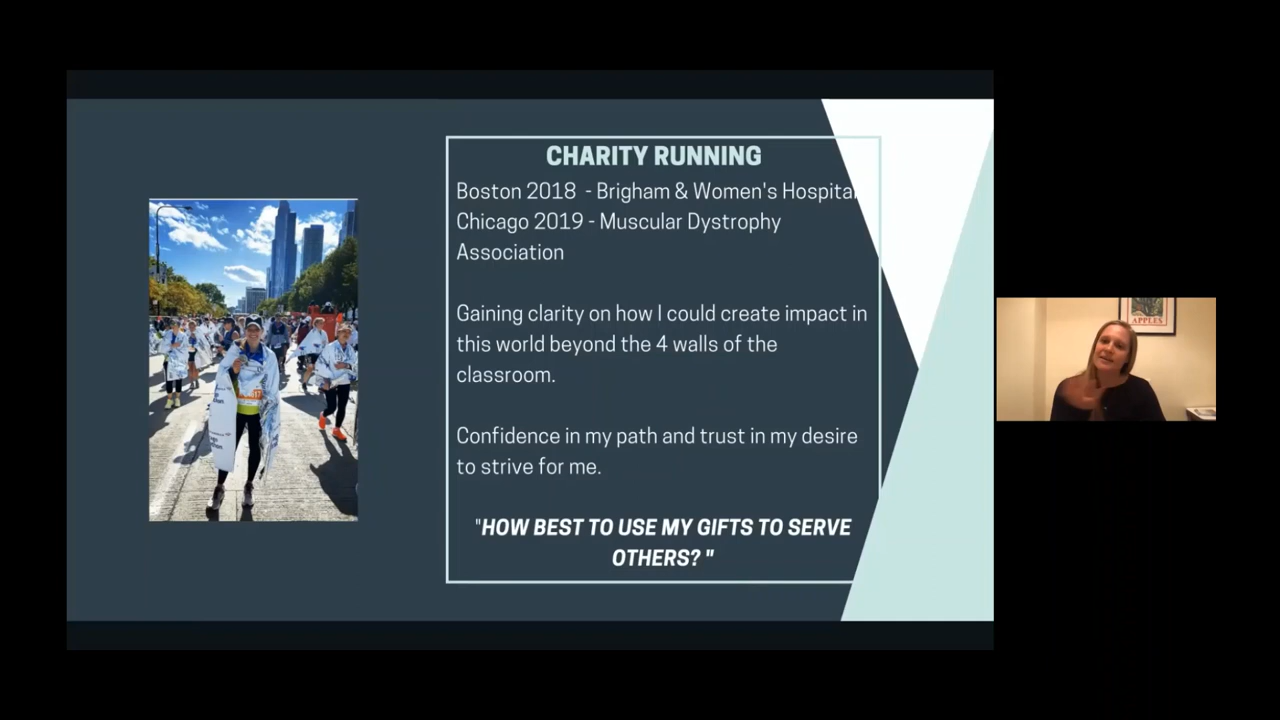 CHARITY RUNNING
Boston 2018 - Brigham & Women's Hospital
Chicago 2019 - Muscular Dystrophy
Association
Gaining clarity on how I could create impact in
this world beyond the 4 walls of the
classroom.
Confidence in my path and trust in my desire
to strive for me.
"HOW BEST TO USE MY GIFTS TO SERVE
OTHERS? "
APPLES